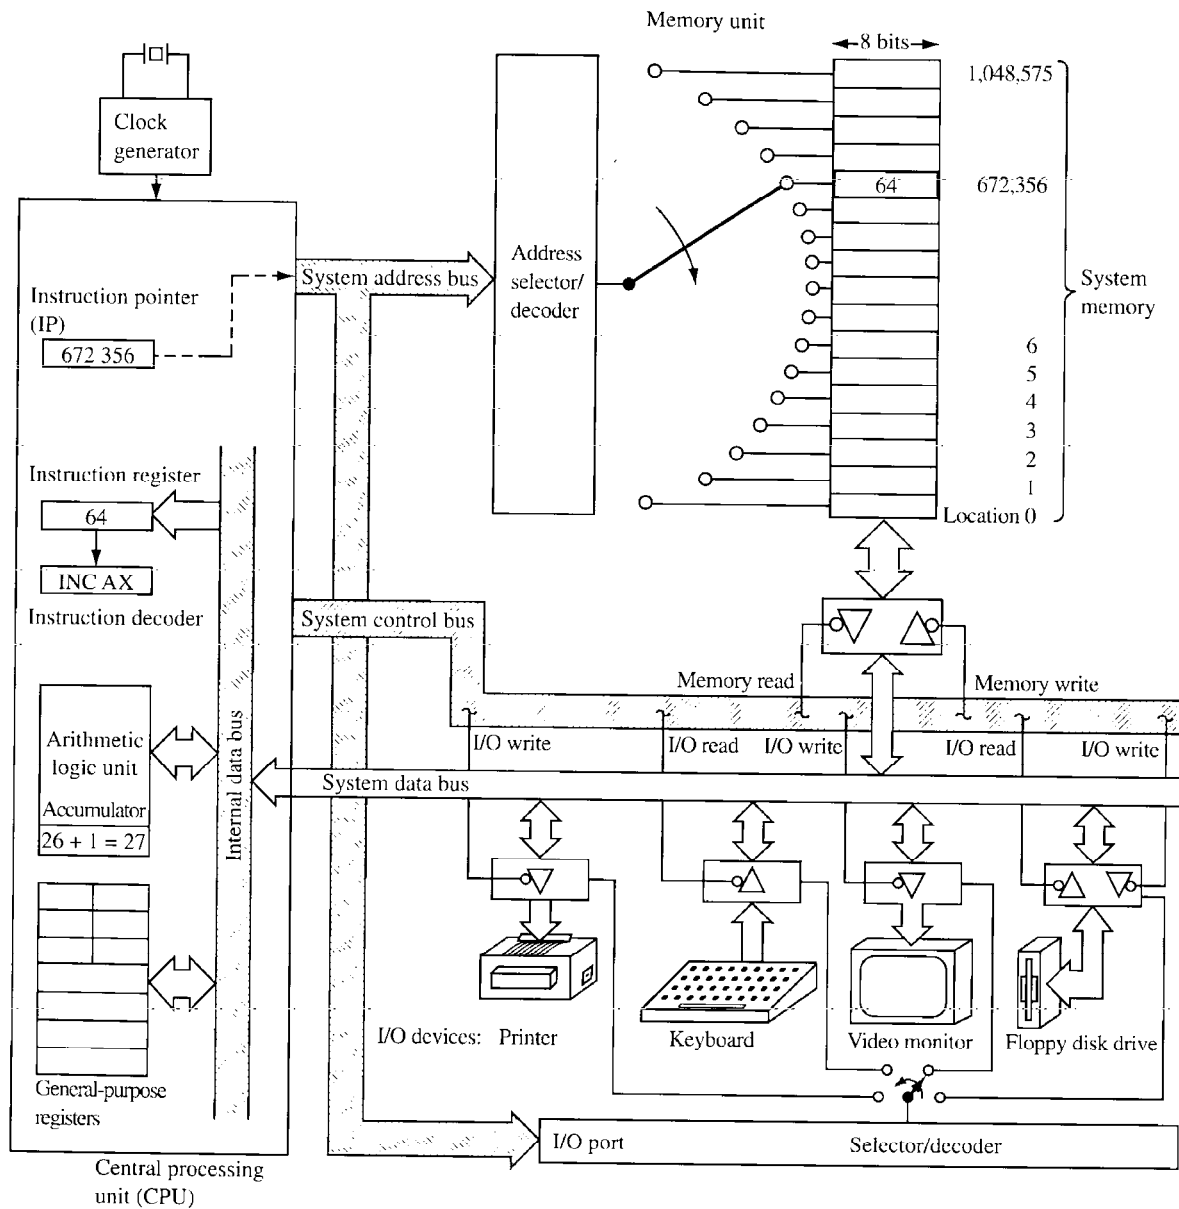 Memory unit
8 bits
1,048,575
Clock
generator
64
672,356
Address
selector/
decoder
System address bus
System
memory
Instruction pointer
(IP)
672 356
6
5
4
3
2
1
Location 0
Instruction register
64
INC AX
Instruction decoder
System control bus
Memory read
Memory write
I/O write
I/O read
I/O write
I/O read
I/O write
Arithmetic
logic unit
Accumulator
26 + 1 = 27
Internal data bus
System data bus
I/O devices:
Printer
Keyboard
Video monitor
Floppy disk drive
General-purpose
registers
I/O port
Selector/decoder
Central processing
unit (CPU)